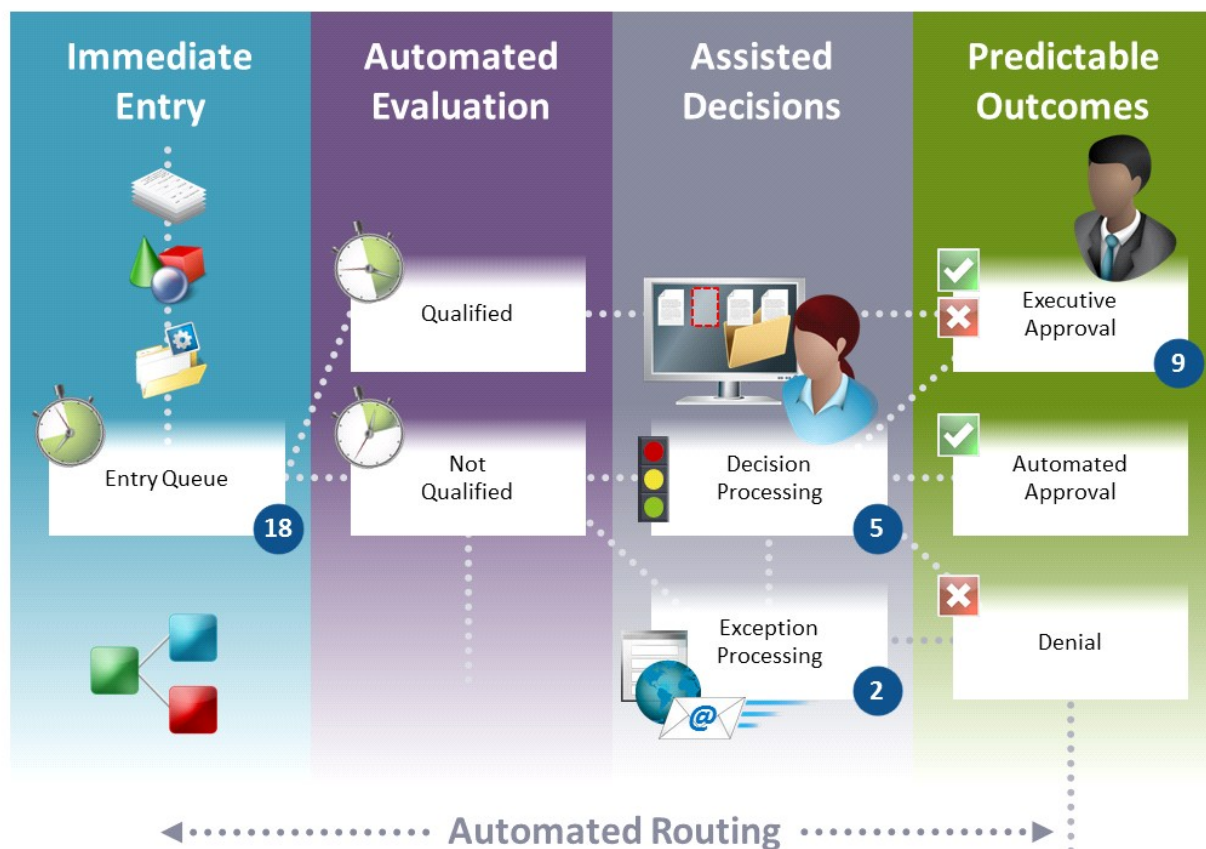 Immediate
Entry
Automated
Evaluation
Assisted
Decisions
Predictable
Outcomes
Qualified
Executive
Approval
9
Entry Queue
18
Not
Qualified
Decision
Processing
5
Automated
Approval
Exception
Processing
2
@
Denial
Automated Routing